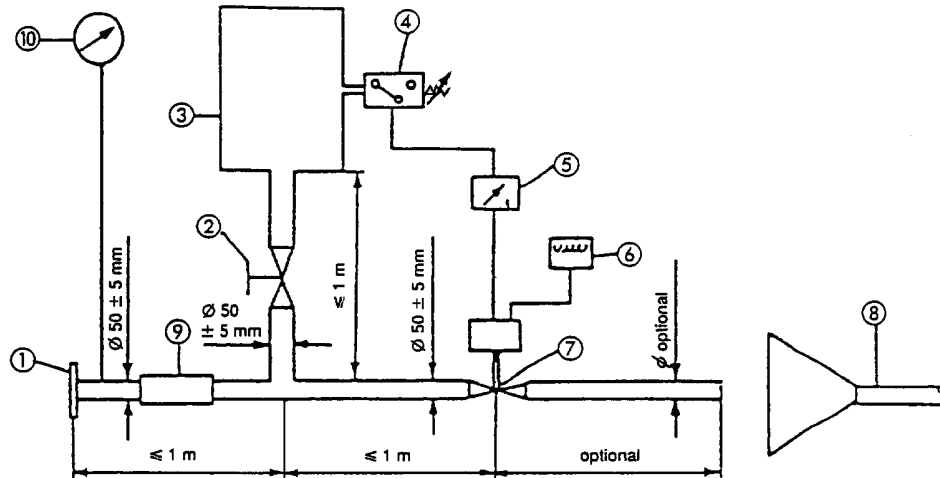 10
4
3
5
2
6
Ø 50 ± 5 mm
Ø 50
± 5 mm
⩽ 1 m
Ø 50 ± 5 mm
Ø optional
9
7
8
1
⩽ 1 m
⩽ 1 m
optional